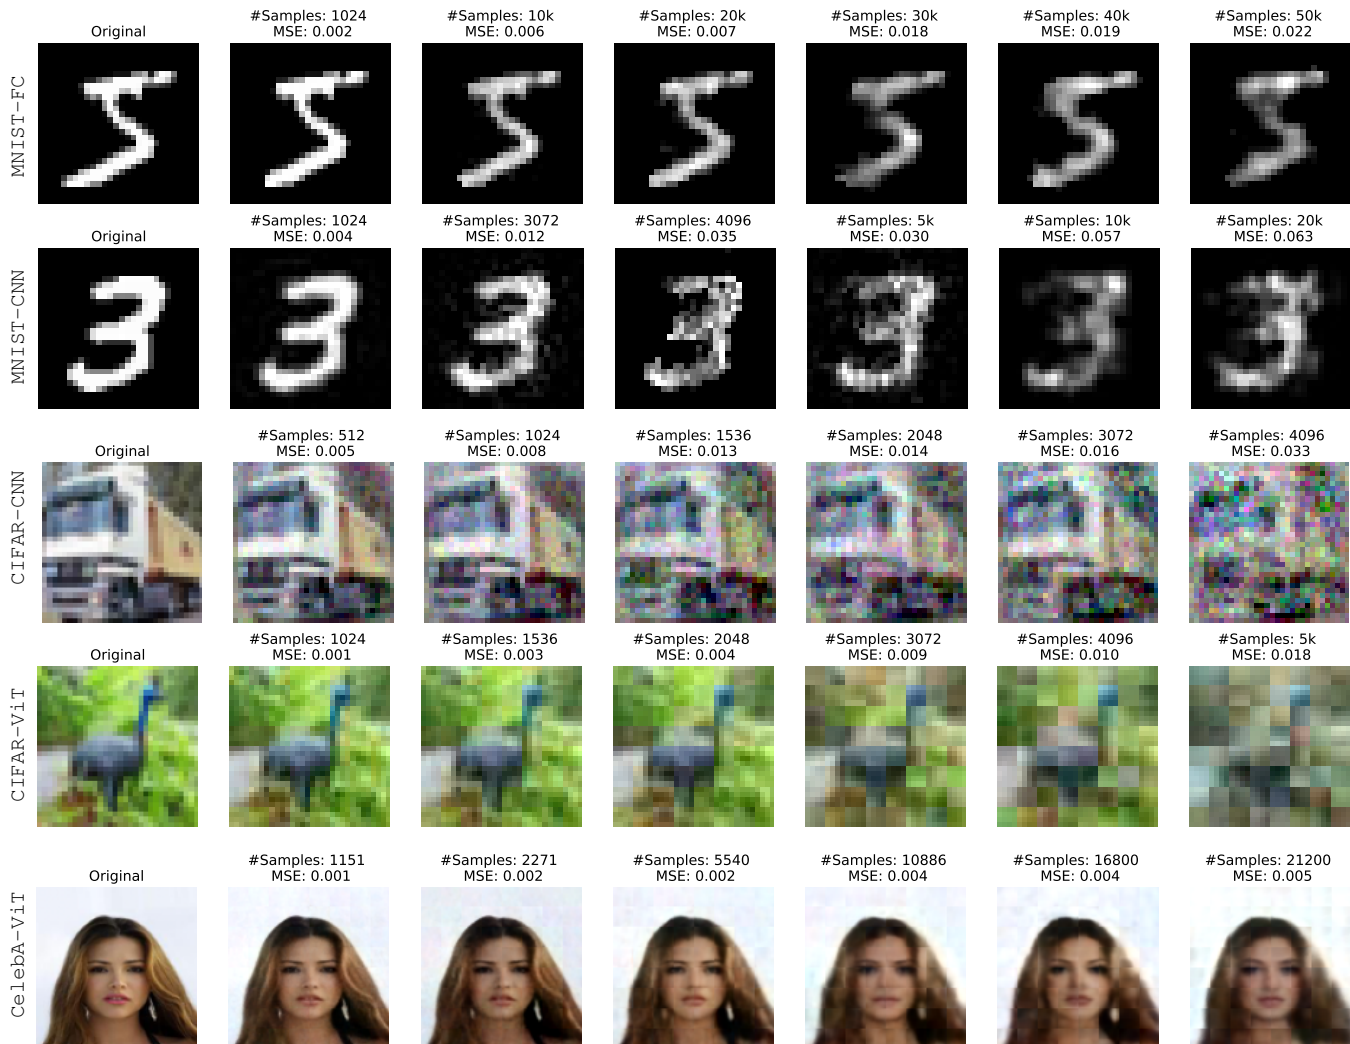 #Samples: 1024 #Samples: 10k #Samples: 20k #Samples: 30k #Samples: 40k #Samples: 50k
Original MSE: 0.002 MSE: 0.006 MSE: 0.007 MSE: 0.018 MSE: 0.019 MSE: 0.022
MNIST-FC
#Samples: 1024 #Samples: 3072 #Samples: 4096 #Samples: 5k #Samples: 10k #Samples: 20k
Original MSE: 0.004 MSE: 0.012 MSE: 0.035 MSE: 0.030 MSE: 0.057 MSE: 0.063
MNIST-CNN
#Samples: 512 #Samples: 1024 #Samples: 1536 #Samples: 2048 #Samples: 3072 #Samples: 4096
Original MSE: 0.005 MSE: 0.008 MSE: 0.013 MSE: 0.014 MSE: 0.016 MSE: 0.033
CIFAR-CNN
#Samples: 1024 #Samples: 1536 #Samples: 2048 #Samples: 3072 #Samples: 4096 #Samples: 5k
Original MSE: 0.001 MSE: 0.003 MSE: 0.004 MSE: 0.009 MSE: 0.010 MSE: 0.018
CIFAR-ViT
#Samples: 1151 #Samples: 2271 #Samples: 5540 #Samples: 10886 #Samples: 16800 #Samples: 21200
Original MSE: 0.001 MSE: 0.002 MSE: 0.002 MSE: 0.004 MSE: 0.004 MSE: 0.005
CelebA-ViT